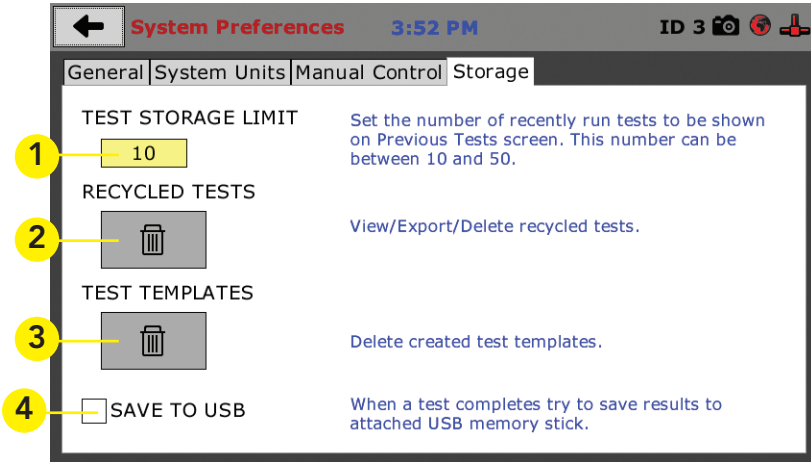 System Preferences 3:52 PM ID 3
General System Units Manual Control Storage
TEST STORAGE LIMIT
Set the number of recently run tests to be shown
on Previous Tests screen. This number can be
between 10 and 50.
1
10
RECYCLED TESTS
2
View/Export/Delete recycled tests.
TEST TEMPLATES
3
Delete created test templates.
4
SAVE TO USB
When a test completes try to save results to
attached USB memory stick.